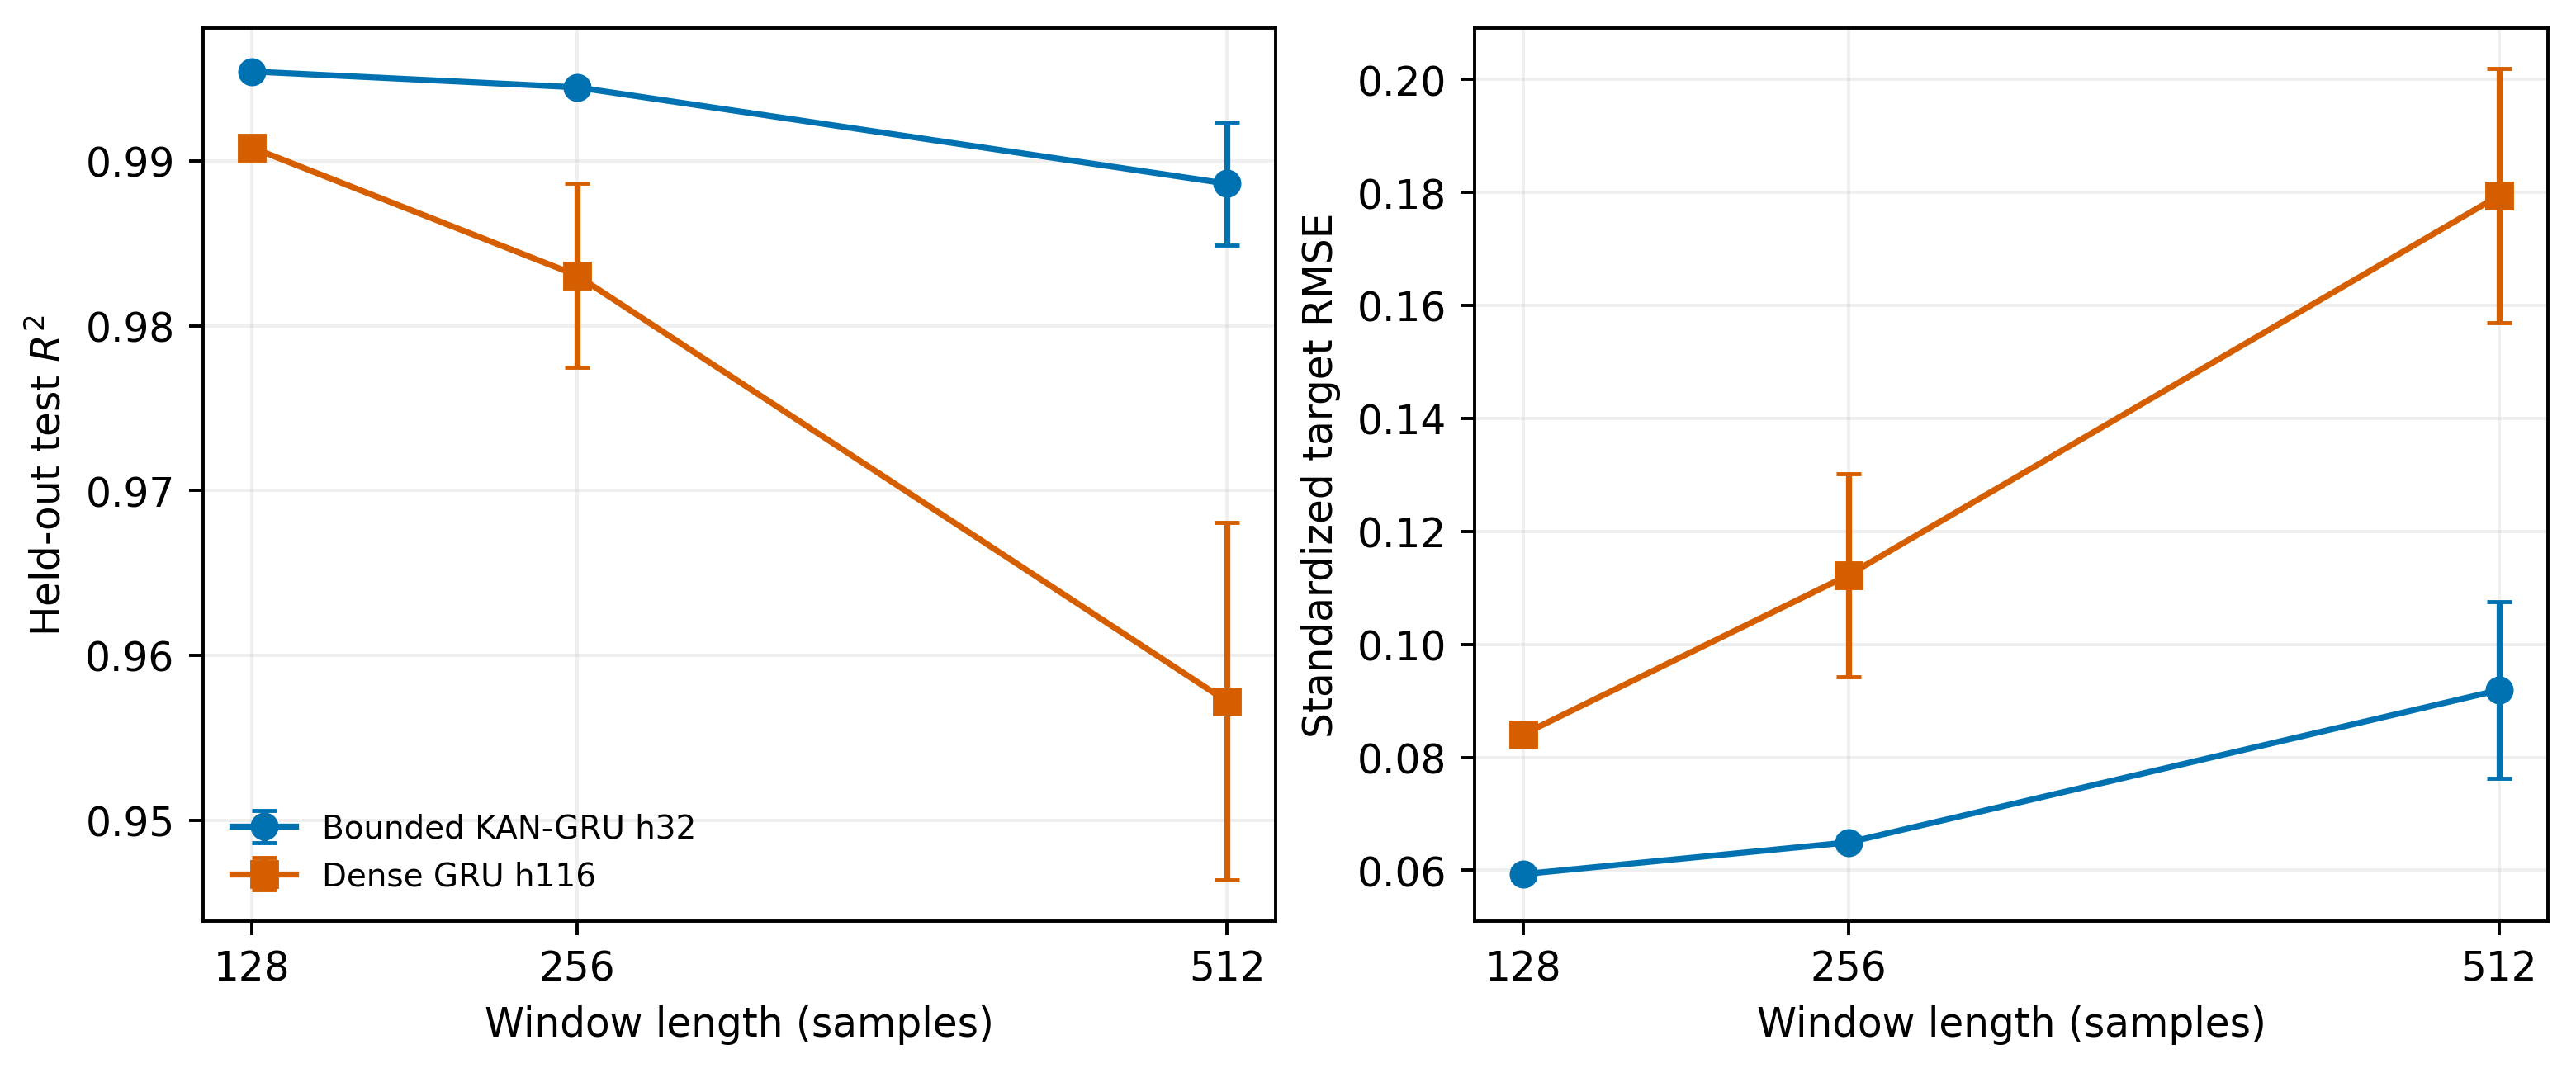 Held-out test R²
0.99
0.98
0.97
0.96
0.95
Bounded KAN-GRU h32
Dense GRU h116
128 256 512
Window length (samples)
Standardized target RMSE
0.20
0.18
0.16
0.14
0.12
0.10
0.08
0.06
128 256 512
Window length (samples)